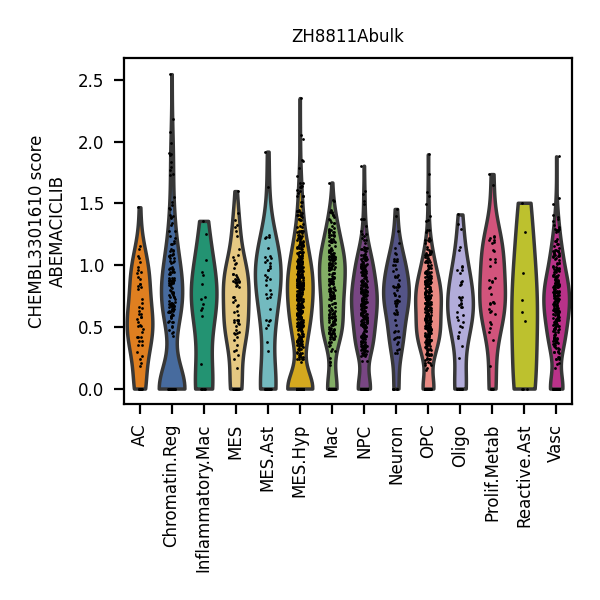 ZH8811Abulk
CHEMBL3301610 score
ABEMACICLIB
2.5
2.0
1.5
1.0
0.5
0.0
AC
Chromatin.Reg
Inflammatory.Mac
MES
MES.Ast
MES.Hyp
Mac
NPC
Neuron
OPC
Oligo
Prolif.Metab
Reactive.Ast
Vasc